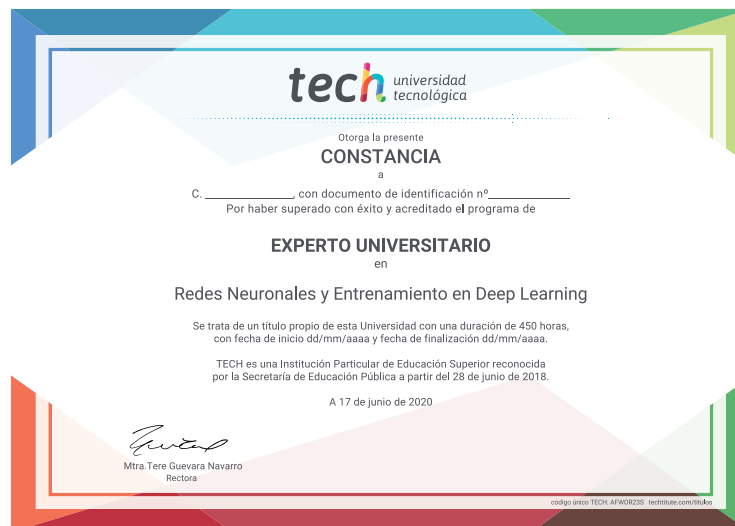 tech universidad
tecnológica
Otorga la presente
CONSTANCIA
a
C. ______________, con documento de identificación nº______________
Por haber superado con éxito y acreditado el programa de
EXPERTO UNIVERSITARIO
en
Redes Neuronales y Entrenamiento en Deep Learning
Se trata de un título propio de esta Universidad con una duración de 450 horas,
con fecha de inicio dd/mm/aaaa y fecha de finalización dd/mm/aaaa.
TECH es una Institución Particular de Educación Superior reconocida
por la Secretaría de Educación Pública a partir del 28 de junio de 2018.
A 17 de junio de 2020
Mtra.Tere Guevara Navarro
Rectora
código único TECH: AFWOR23S techtitute.com/titulos